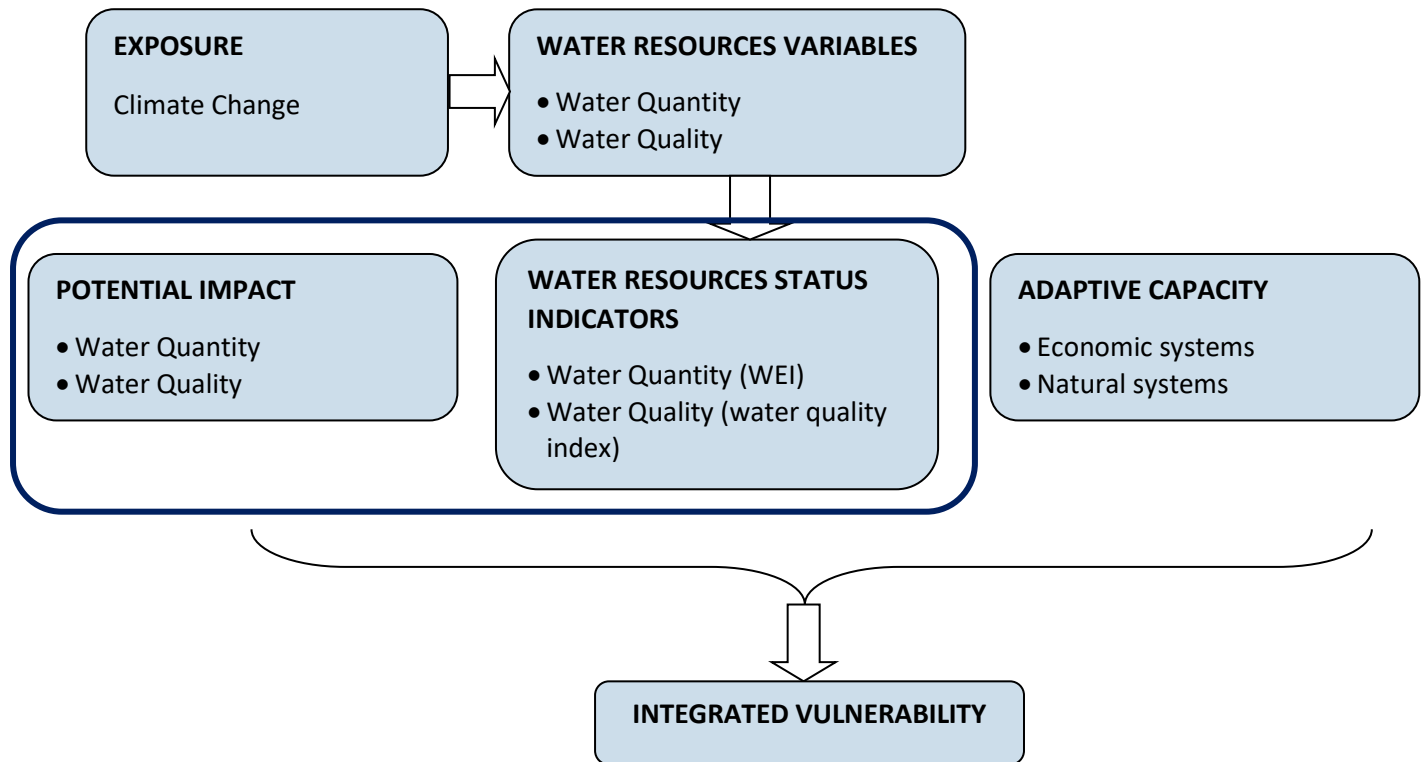 EXPOSURE
Climate Change
WATER RESOURCES VARIABLES
• Water Quantity
• Water Quality
POTENTIAL IMPACT
• Water Quantity
• Water Quality
WATER RESOURCES STATUS
INDICATORS
• Water Quantity (WEI)
• Water Quality (water quality
index)
ADAPTIVE CAPACITY
• Economic systems
• Natural systems
INTEGRATED VULNERABILITY